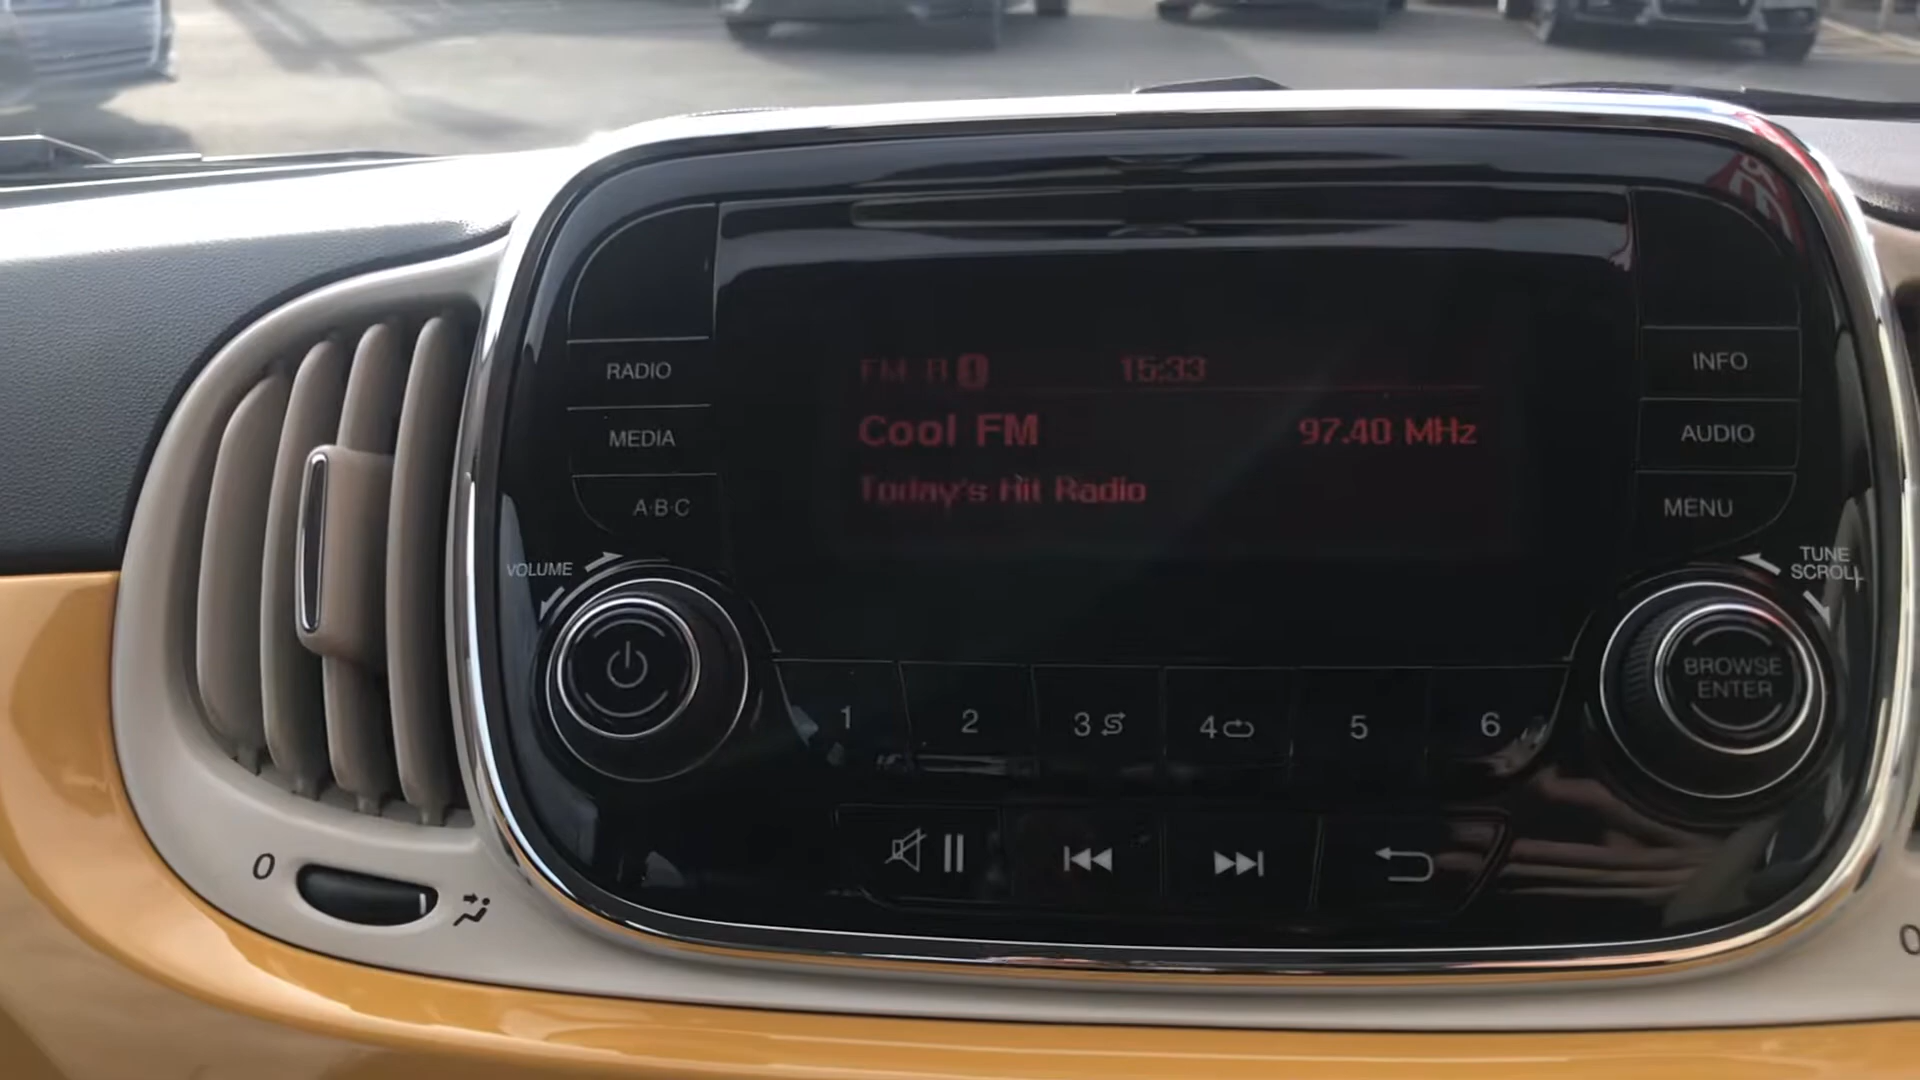 15:33
Cool FM 97.40 MHz
Today's Hit Radio
RADIO
MEDIA
A·B·C
INFO
AUDIO
MENU
VOLUME
TUNE
SCROLL
BROWSE
ENTER
1 2 3 4 5 6
0
0